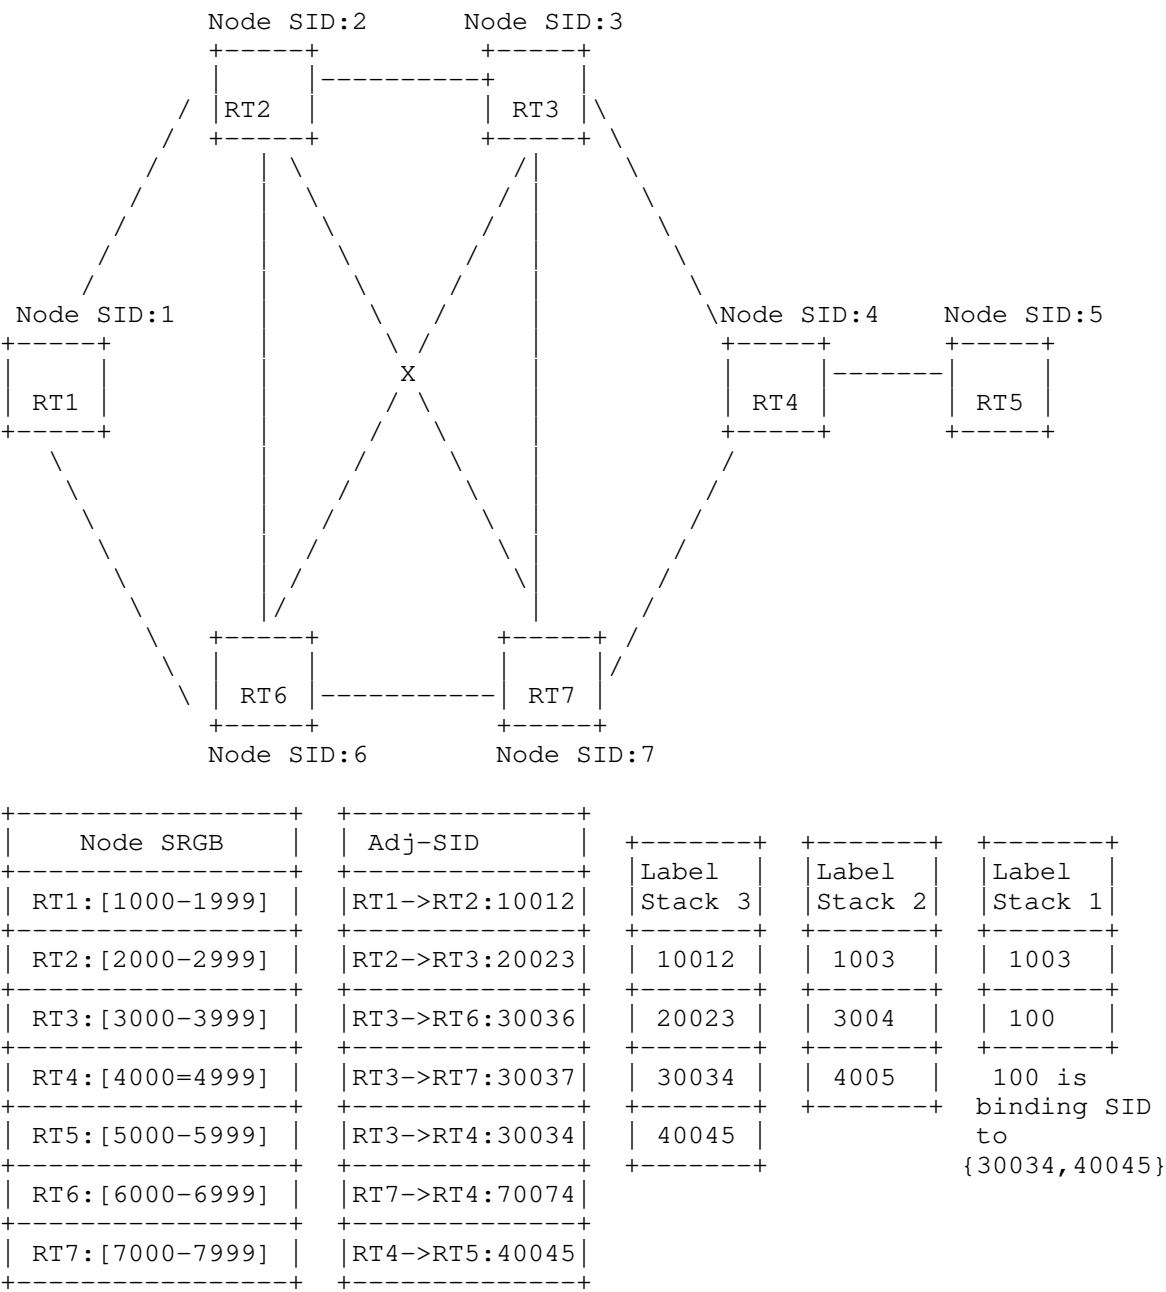 Node SID:2 Node SID:3
RT2 RT3
Node SID:1 Node SID:4 Node SID:5
X
RT1 RT4 RT5
RT6 RT7
Node SID:6 Node SID:7
Node SRGB Adj-SID
Label Label Label
RT1:[1000-1999] RT1->RT2:10012 Stack 3 Stack 2 Stack 1
RT2:[2000-2999] RT2->RT3:20023 10012 1003 1003
RT3:[3000-3999] RT3->RT6:30036 20023 3004 100
RT4:[4000=4999] RT3->RT7:30037 30034 4005 100 is
binding SID
RT5:[5000-5999] RT3->RT4:30034 40045 to
{30034,40045}
RT6:[6000-6999] RT7->RT4:70074
RT7:[7000-7999] RT4->RT5:40045